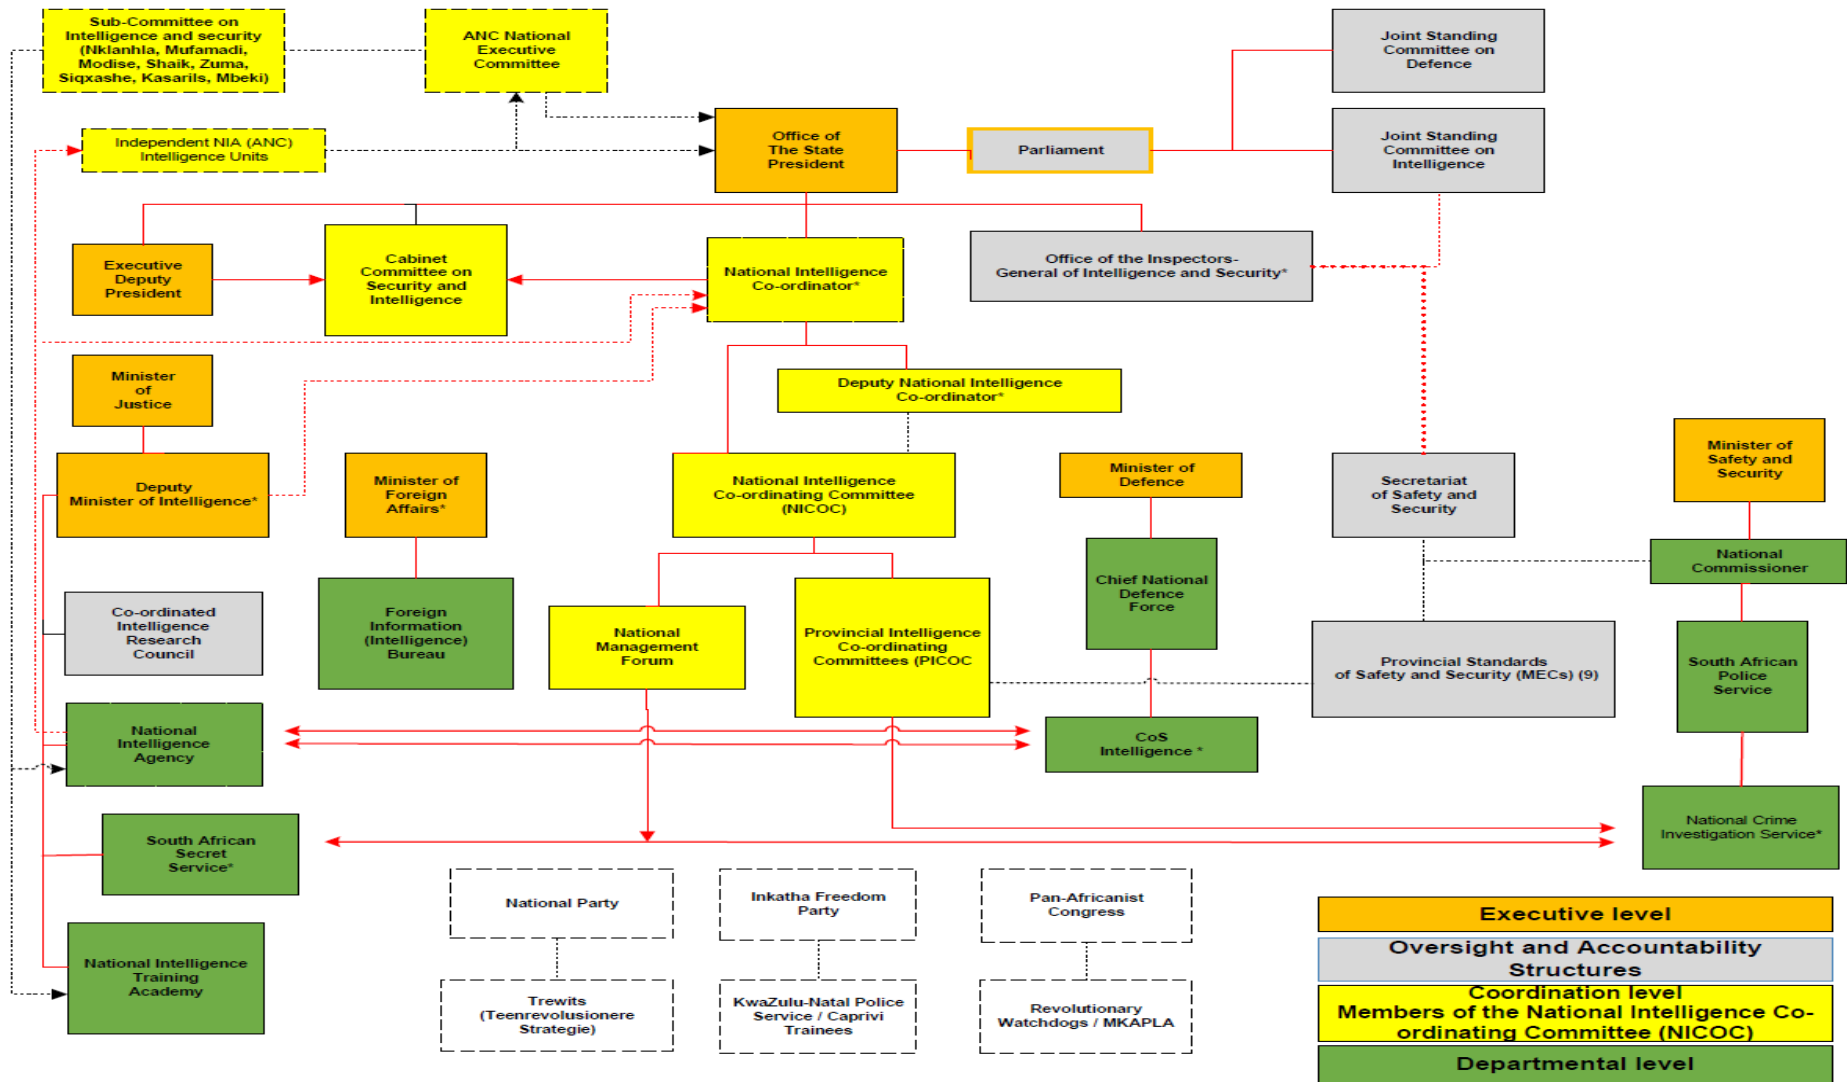 Sub-Committee on
Intelligence and security
(Nklanhla, Mufamadi,
Modise, Shaik, Zuma,
Siqxashe, Kasarils, Mbeki)
ANC National
Executive
Committee
Joint Standing
Committee on
Defence
Independent NIA (ANC)
Intelligence Units
Office of
The State
President
Parliament
Joint Standing
Committee on
Intelligence
Executive
Deputy
President
Cabinet
Committee on
Security and
Intelligence
National Intelligence
Co-ordinator*
Office of the Inspectors-
General of Intelligence and Security*
Minister
of
Justice
Deputy National Intelligence
Co-ordinator*
Deputy
Minister of Intelligence*
Minister of
Foreign
Affairs*
National Intelligence
Co-ordinating Committee
(NICOC)
Minister of
Defence
Secretariat
of Safety and
Security
Minister of
Safety and
Security
National
Commissioner
Co-ordinated
Intelligence
Research
Council
Foreign
Information
(Intelligence)
Bureau
National
Management
Forum
Provincial Intelligence
Co-ordinating
Committees (PICOC
Chief National
Defence
Force
Provincial Standards
of Safety and Security (MECs) (9)
South African
Police
Service
National
Intelligence
Agency
CoS
Intelligence *
South African
Secret
Service*
National Crime
Investigation Service*
National Party
Inkatha Freedom
Party
Pan-Africanist
Congress
National Intelligence
Training
Academy
Trewits
(Teenrevolusionere
Strategie)
KwaZulu-Natal Police
Service / Caprivi
Trainees
Revolutionary
Watchdogs / MKAPLA
Executive level
Oversight and Accountability
Structures
Coordination level
Members of the National Intelligence Co-
ordinating Committee (NICOC)
Departmental level